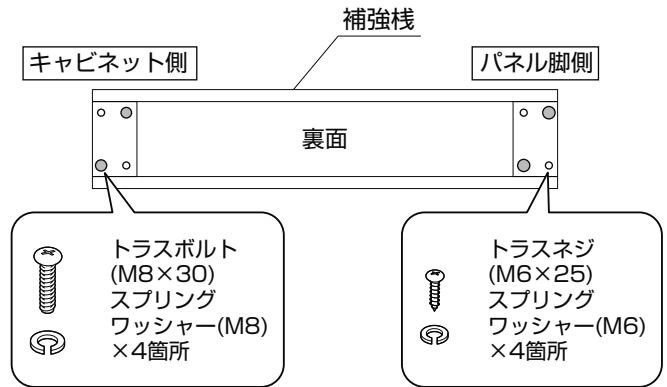 補強桟
キャビネット側
パネル脚側
裏面
トラスボルト
(M8×30)
スプリング
ワッシャー(M8)
×4箇所
トラスネジ
(M6×25)
スプリング
ワッシャー(M6)
×4箇所